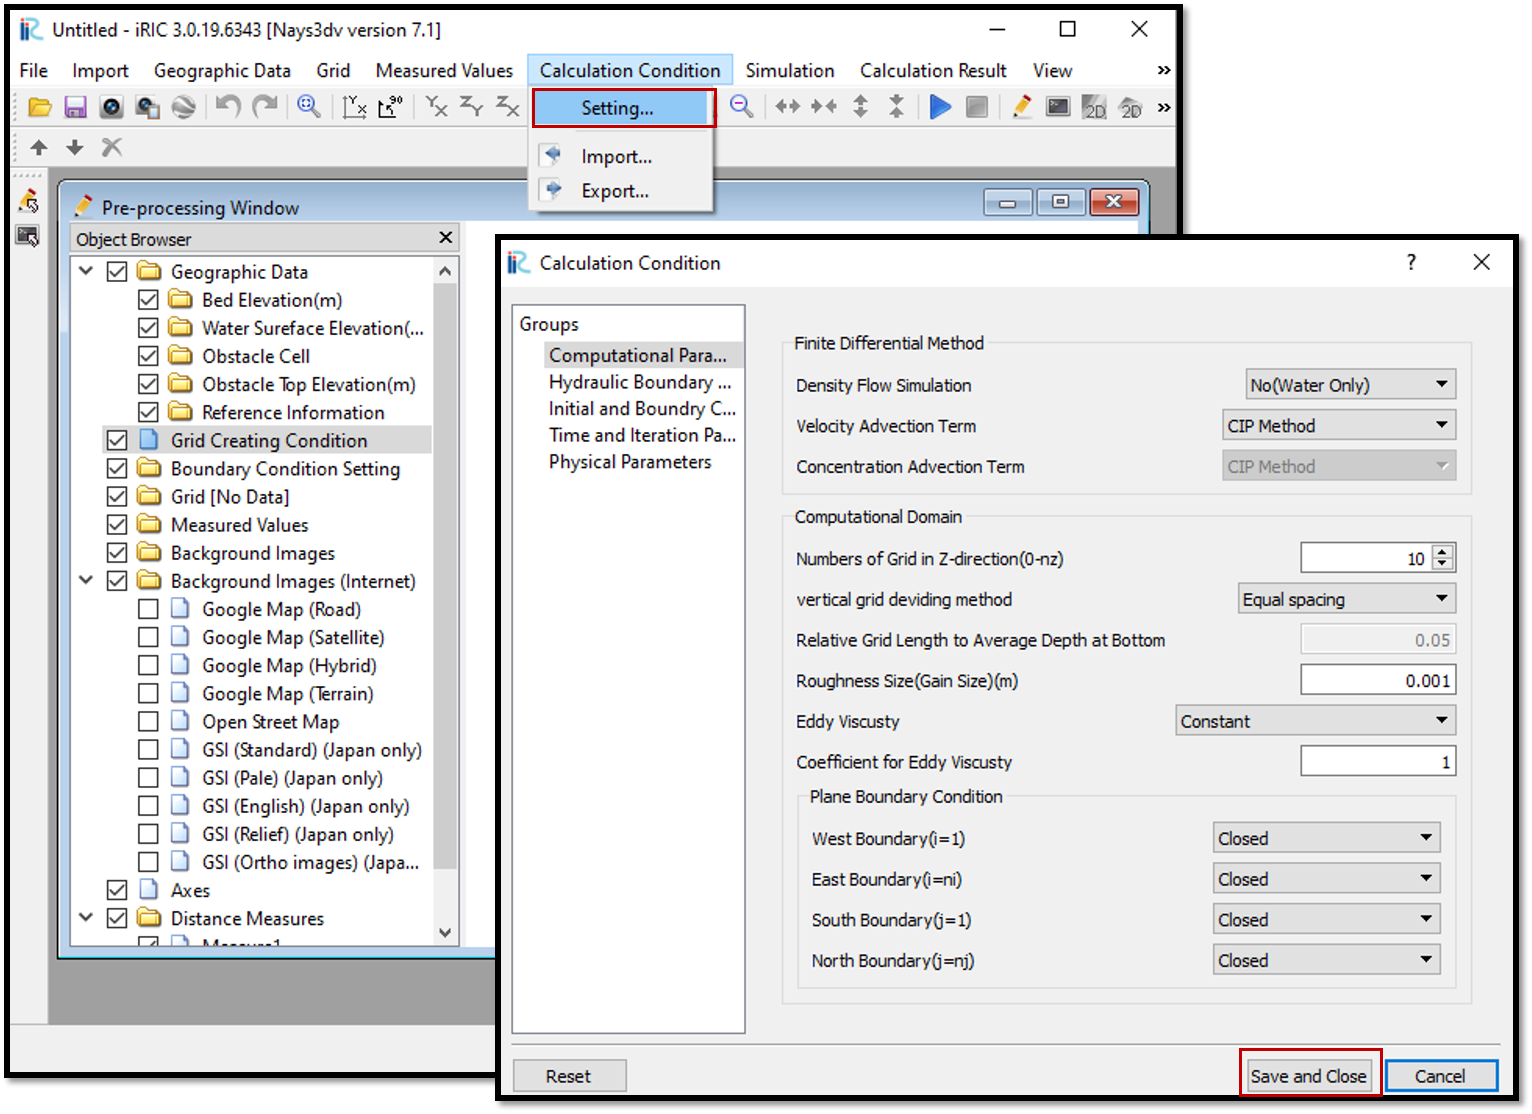 Untitled - iRIC 3.0.19.6343 [Nays3dv version 7.1]
File Import Geographic Data Grid Measured Values Calculation Condition Simulation Calculation Result View »
Setting...
Import...
Export...
Pre-processing Window
Object Browser
Geographic Data
Bed Elevation(m)
Water Sureface Elevation(...
Obstacle Cell
Obstacle Top Elevation(m)
Reference Information
Grid Creating Condition
Boundary Condition Setting
Grid [No Data]
Measured Values
Background Images
Background Images (Internet)
Google Map (Road)
Google Map (Satellite)
Google Map (Hybrid)
Google Map (Terrain)
Open Street Map
GSI (Standard) (Japan only)
GSI (Pale) (Japan only)
GSI (English) (Japan only)
GSI (Relief) (Japan only)
GSI (Ortho images) (Japa...
Axes
Distance Measures
Measure1
Calculation Condition
Groups
Computational Para...
Hydraulic Boundary ...
Initial and Boundry C...
Time and Iteration Pa...
Physical Parameters
Finite Differential Method
Density Flow Simulation No(Water Only)
Velocity Advection Term CIP Method
Concentration Advection Term CIP Method
Computational Domain
Numbers of Grid in Z-direction(0-nz) 10
vertical grid deviding method Equal spacing
Relative Grid Length to Average Depth at Bottom 0.05
Roughness Size(Gain Size)(m) 0.001
Eddy Viscusty Constant
Coefficient for Eddy Viscusty 1
Plane Boundary Condition
West Boundary(i=1) Closed
East Boundary(i=ni) Closed
South Boundary(j=1) Closed
North Boundary(j=nj) Closed
Reset Save and Close Cancel